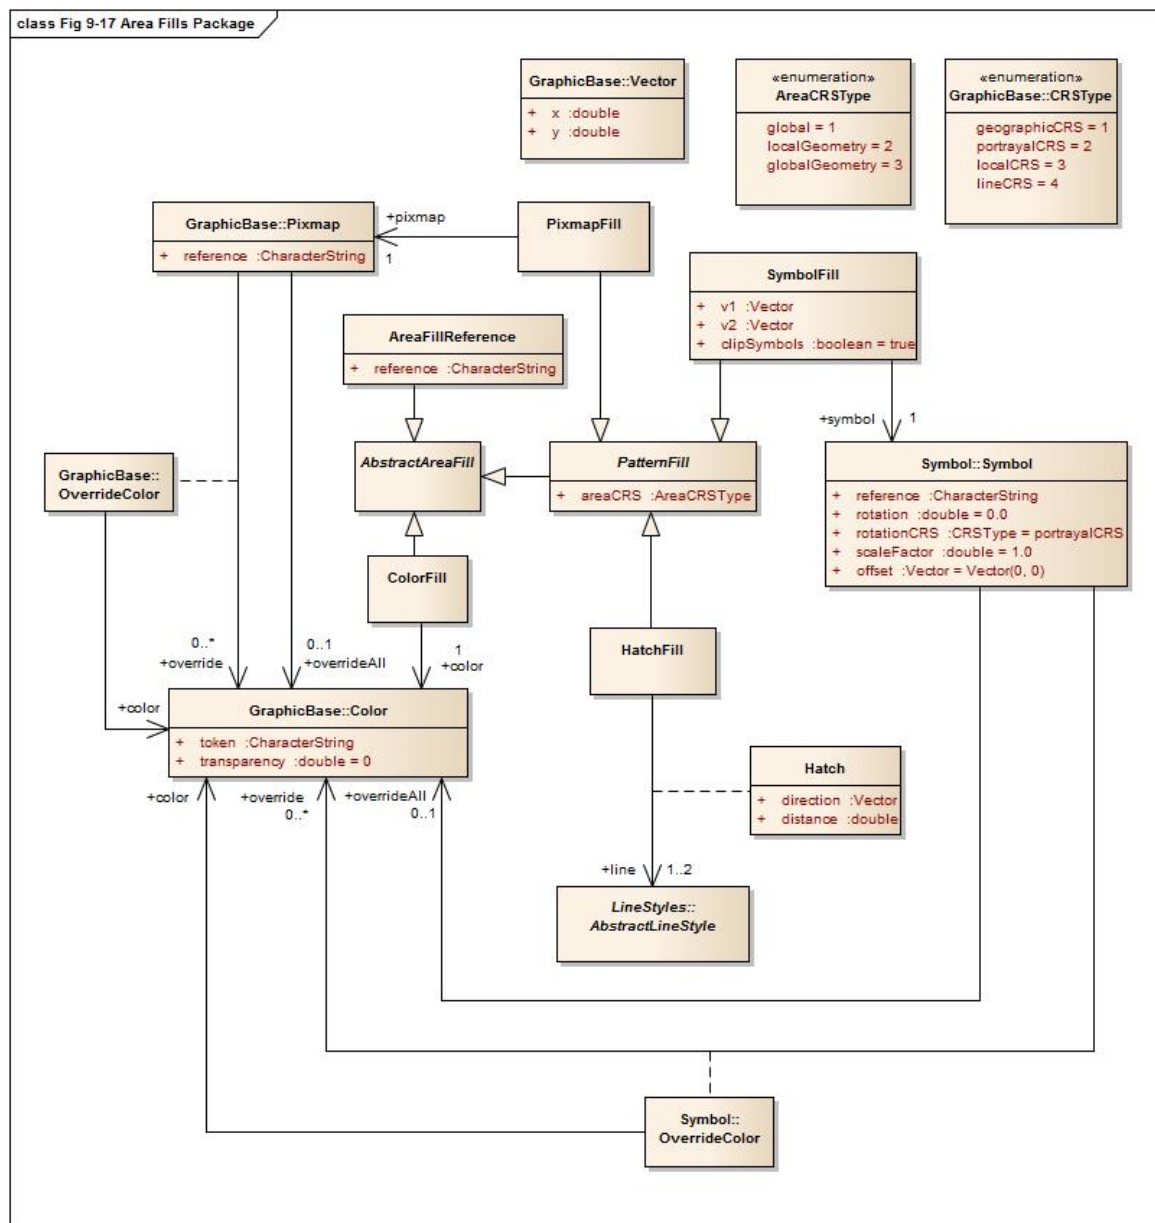 class Fig 9-17 Area Fills Package
GraphicBase::Vector
+ x :double
+ y :double
«enumeration»
AreaCRSType
global = 1
localGeometry = 2
globalGeometry = 3
«enumeration»
GraphicBase::CRSType
geographicCRS = 1
portrayalCRS = 2
localCRS = 3
lineCRS = 4
GraphicBase::Pixmap
+ reference :CharacterString
+pixmap
1
PixmapFill
SymbolFill
+ v1 :Vector
+ v2 :Vector
+ clipSymbols :boolean = true
AreaFillReference
+ reference :CharacterString
+symbol
1
GraphicBase::
OverrideColor
AbstractAreaFill
PatternFill
+ areaCRS :AreaCRSType
Symbol::Symbol
+ reference :CharacterString
+ rotation :double = 0.0
+ rotationCRS :CRSType = portrayalCRS
+ scaleFactor :double = 1.0
+ offset :Vector = Vector(0, 0)
ColorFill
0..*
+override
0..1
+overrideAll
1
+color
HatchFill
+color
GraphicBase::Color
+ token :CharacterString
+ transparency :double = 0
+color
+override
0..*
+overrideAll
0..1
Hatch
+ direction :Vector
+ distance :double
+line
1..2
LineStyles::
AbstractLineStyle
Symbol::
OverrideColor